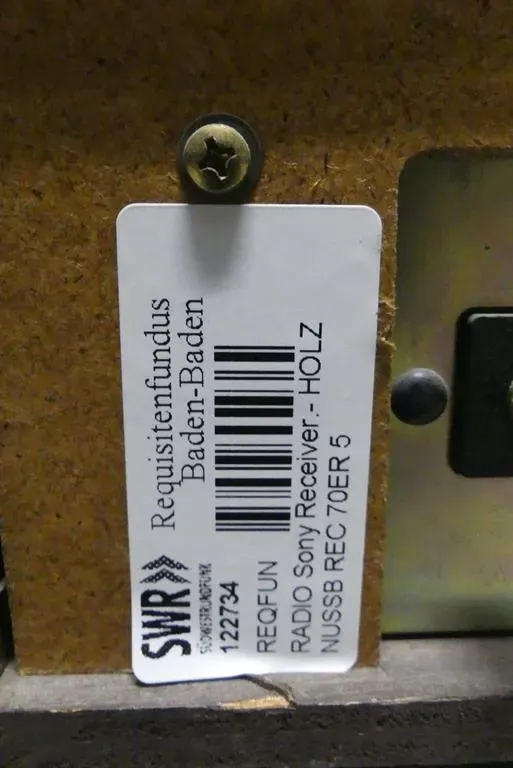 SWR
SÜDWESTRUNDFUNK
Requisitenfundus
Baden-Baden
122734
REQFUN
RADIO Sony Receiver.- HOLZ
NUSSB REC 70ER 5